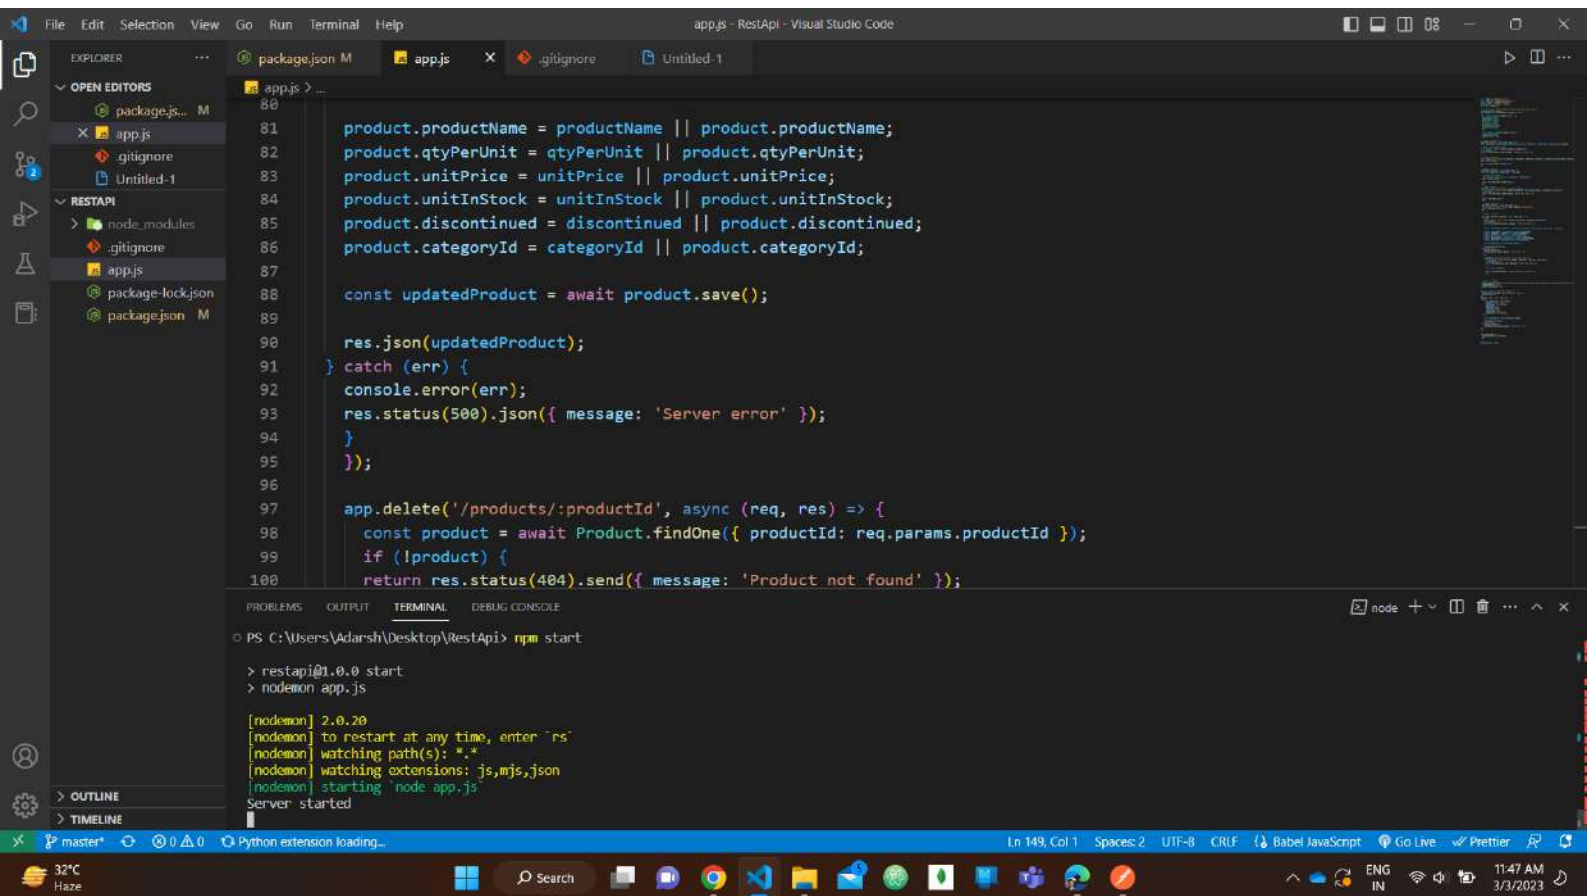 File Edit Selection View Go Run Terminal Help
app.js - RestApi - Visual Studio Code
EXPLORER
package.json M
app.js
.gitignore
Untitled-1
OPEN EDITORS
package.js... M
app.js
.gitignore
Untitled-1
RESTAPI
node_modules
.gitignore
app.js
package-lock.json
package.json M
OUTLINE
TIMELINE
app.js > ...
80
81 product.productName = productName || product.productName;
82 product.qtyPerUnit = qtyPerUnit || product.qtyPerUnit;
83 product.unitPrice = unitPrice || product.unitPrice;
84 product.unitInStock = unitInStock || product.unitInStock;
85 product.discontinued = discontinued || product.discontinued;
86 product.categoryId = categoryId || product.categoryId;
87
88 const updatedProduct = await product.save();
89
90 res.json(updatedProduct);
91 } catch (err) {
92 console.error(err);
93 res.status(500).json({ message: 'Server error' });
94 }
95 });
96
97 app.delete('/products/:productId', async (req, res) => {
98 const product = await Product.findOne({ productId: req.params.productId });
99 if (!product) {
100 return res.status(404).send({ message: 'Product not found' });
PROBLEMS OUTPUT TERMINAL DEBUG CONSOLE
node
PS C:\Users\Adarsh\Desktop\RestApi> npm start
> restapi@1.0.0 start
> nodemon app.js
[nodemon] 2.0.20
[nodemon] to restart at any time, enter `rs`
[nodemon] watching path(s): *.*
[nodemon] watching extensions: js,mjs,json
[nodemon] starting `node app.js`
Server started
2
master* 0 0 Python extension loading...
Ln 149, Col 1 Spaces: 2 UTF-8 CRLF Babel JavaScript Go Live Prettier
32°C
Haze
Search
5
ENG
IN
11:47 AM
3/3/2023